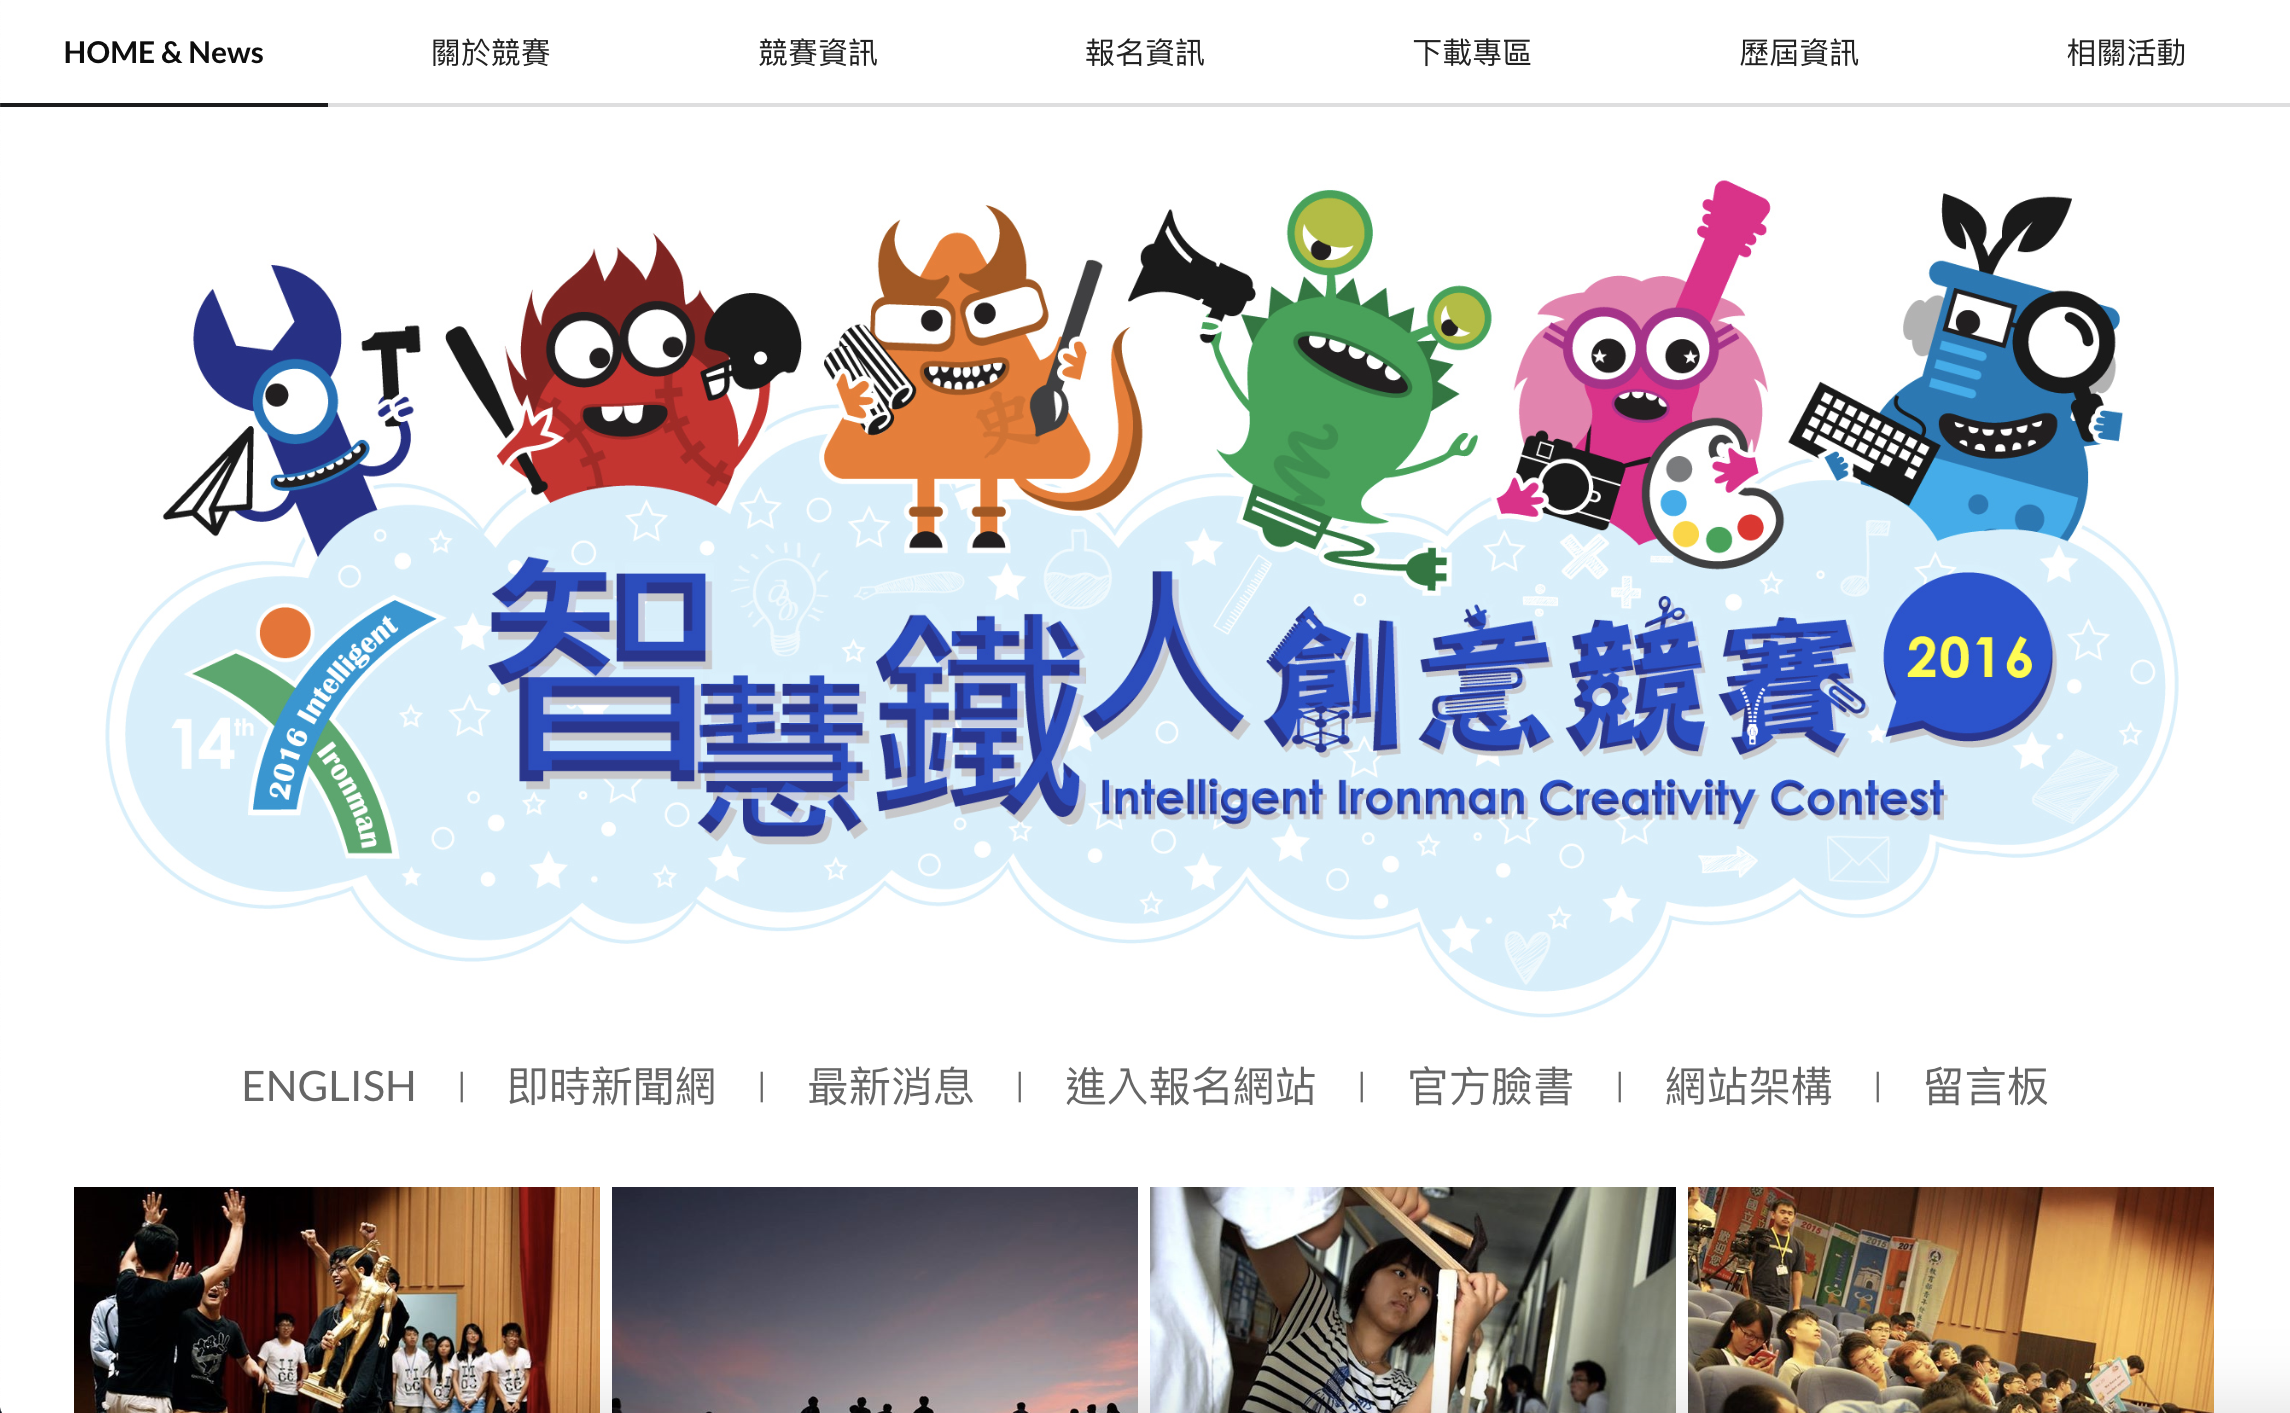 HOME & News
關於競賽
競賽資訊
報名資訊
下載專區
歷屆資訊
相關活動
史
14th
2016 Intelligent
Ironman
智慧鐵人創意競賽
2016
Intelligent Ironman Creativity Contest
ENGLISH | 即時新聞網 | 最新消息 | 進入報名網站 | 官方臉書 | 網站架構 | 留言板
2015
2015